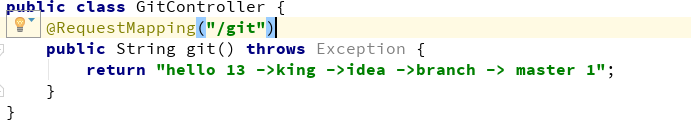 public class GitController {
@RequestMapping("/git")
public String git() throws Exception {
return "hello 13 ->king ->idea ->branch -> master 1";
}
}